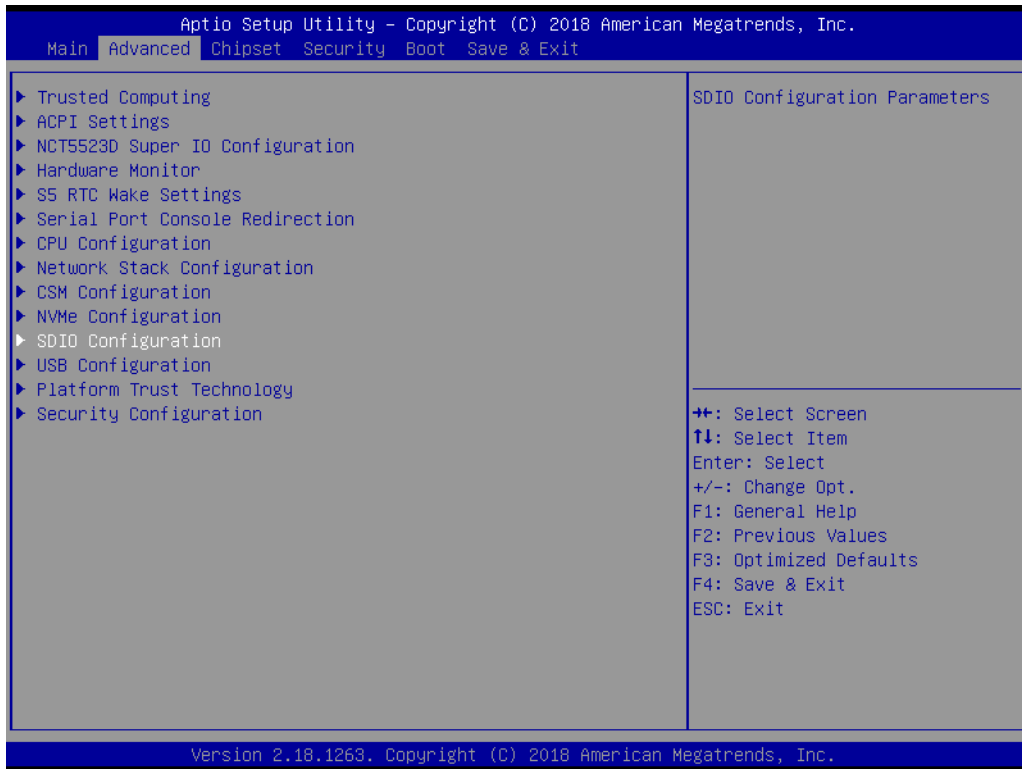 Aptio Setup Utility – Copyright (C) 2018 American Megatrends, Inc.
Main Advanced Chipset Security Boot Save & Exit
▶ Trusted Computing
▶ ACPI Settings
▶ NCT5523D Super IO Configuration
▶ Hardware Monitor
▶ S5 RTC Wake Settings
▶ Serial Port Console Redirection
▶ CPU Configuration
▶ Network Stack Configuration
▶ CSM Configuration
▶ NVMe Configuration
▶ SDIO Configuration
▶ USB Configuration
▶ Platform Trust Technology
▶ Security Configuration
SDIO Configuration Parameters
→←: Select Screen
↑↓: Select Item
Enter: Select
+/-: Change Opt.
F1: General Help
F2: Previous Values
F3: Optimized Defaults
F4: Save & Exit
ESC: Exit
Version 2.18.1263. Copyright (C) 2018 American Megatrends, Inc.